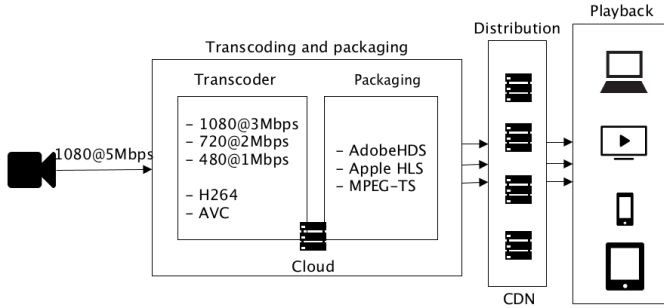 Playback
Distribution
Transcoding and packaging
Transcoder
Packaging
1080@5Mbps
- 1080@3Mbps
- 720@2Mbps
- 480@1Mbps
- H264
- AVC
- AdobeHDS
- Apple HLS
- MPEG-TS
Cloud
CDN